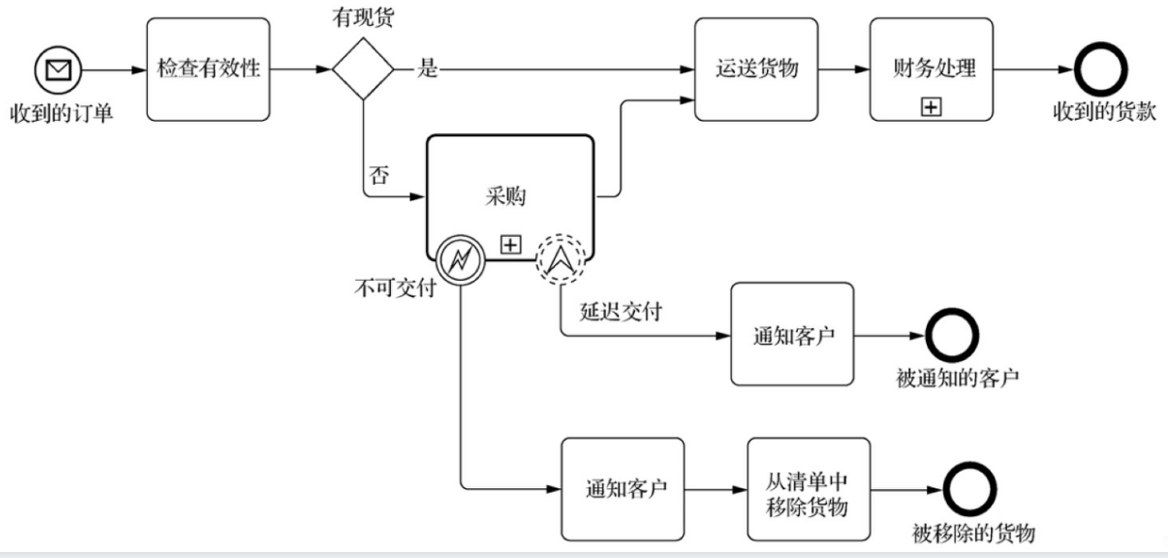 有现货
检查有效性
是
运送货物
财务处理
收到的订单
收到的货款
否
采购
不可交付
延迟交付
通知客户
被通知的客户
通知客户
从清单中
移除货物
被移除的货物